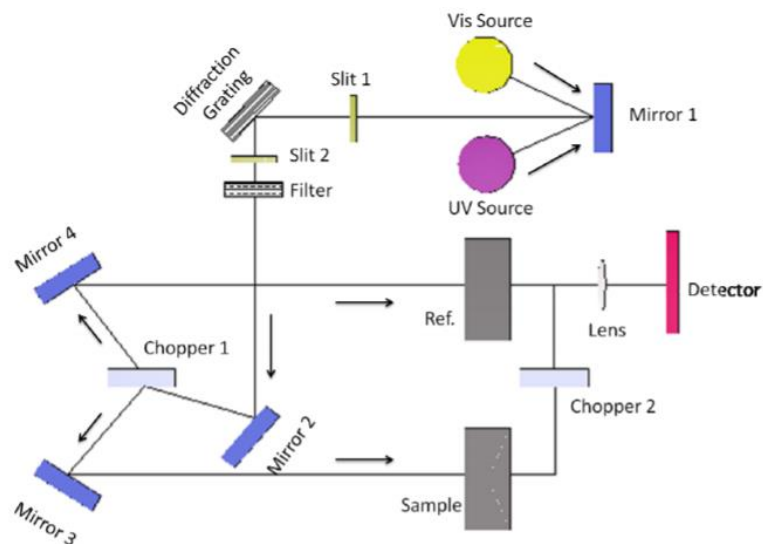 Vis Source
Slit 1
Diffraction
Grating
Mirror 1
Slit 2
Filter
UV Source
Mirror 4
Ref.
Detector
Lens
Chopper 1
Chopper 2
Mirror 2
Sample
Mirror 3